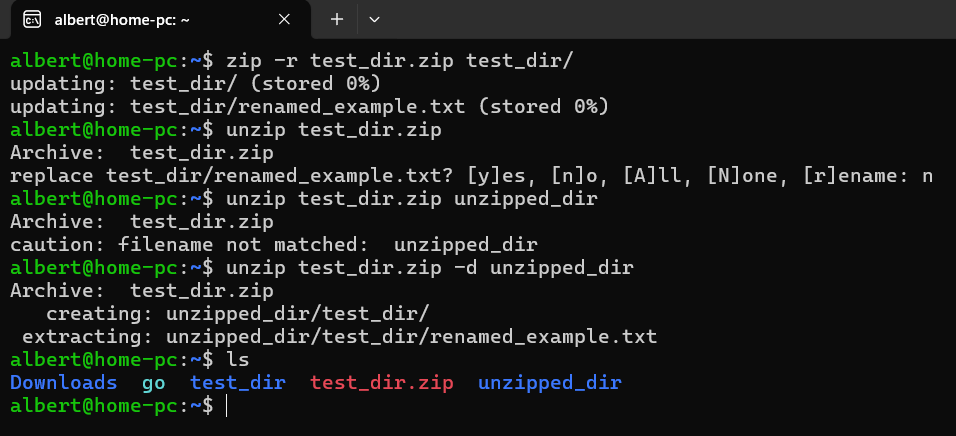 albert@home-pc: ~
albert@home-pc:~$ zip -r test_dir.zip test_dir/
updating: test_dir/ (stored 0%)
updating: test_dir/renamed_example.txt (stored 0%)
albert@home-pc:~$ unzip test_dir.zip
Archive:  test_dir.zip
replace test_dir/renamed_example.txt? [y]es, [n]o, [A]ll, [N]one, [r]ename: n
albert@home-pc:~$ unzip test_dir.zip unzipped_dir
Archive:  test_dir.zip
caution: filename not matched:  unzipped_dir
albert@home-pc:~$ unzip test_dir.zip -d unzipped_dir
Archive:  test_dir.zip
   creating: unzipped_dir/test_dir/
 extracting: unzipped_dir/test_dir/renamed_example.txt
albert@home-pc:~$ ls
Downloads  go  test_dir  test_dir.zip  unzipped_dir
albert@home-pc:~$